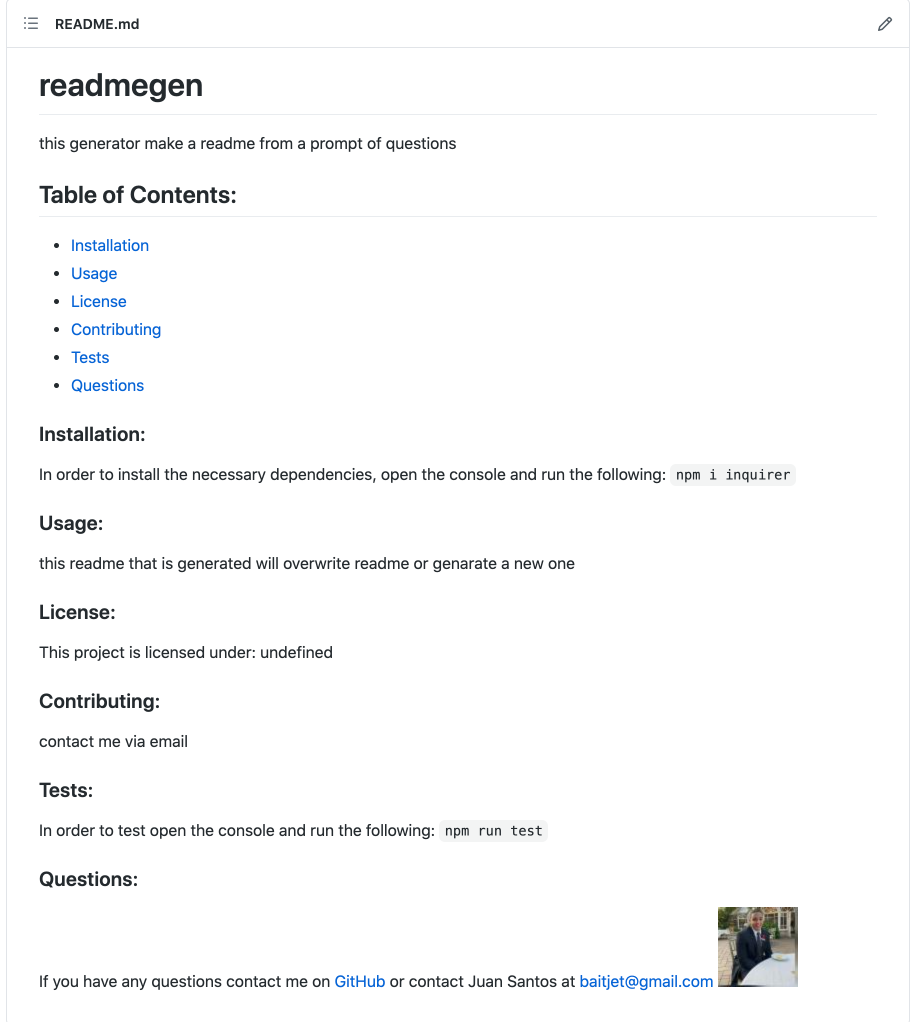 README.md
readmegen
this generator make a readme from a prompt of questions
Table of Contents:
Installation
Usage
License
Contributing
Tests
Questions
Installation:
In order to install the necessary dependencies, open the console and run the following: npm i inquirer
Usage:
this readme that is generated will overwrite readme or genarate a new one
License:
This project is licensed under: undefined
Contributing:
contact me via email
Tests:
In order to test open the console and run the following: npm run test
Questions:
If you have any questions contact me on GitHub or contact Juan Santos at baitjet@gmail.com